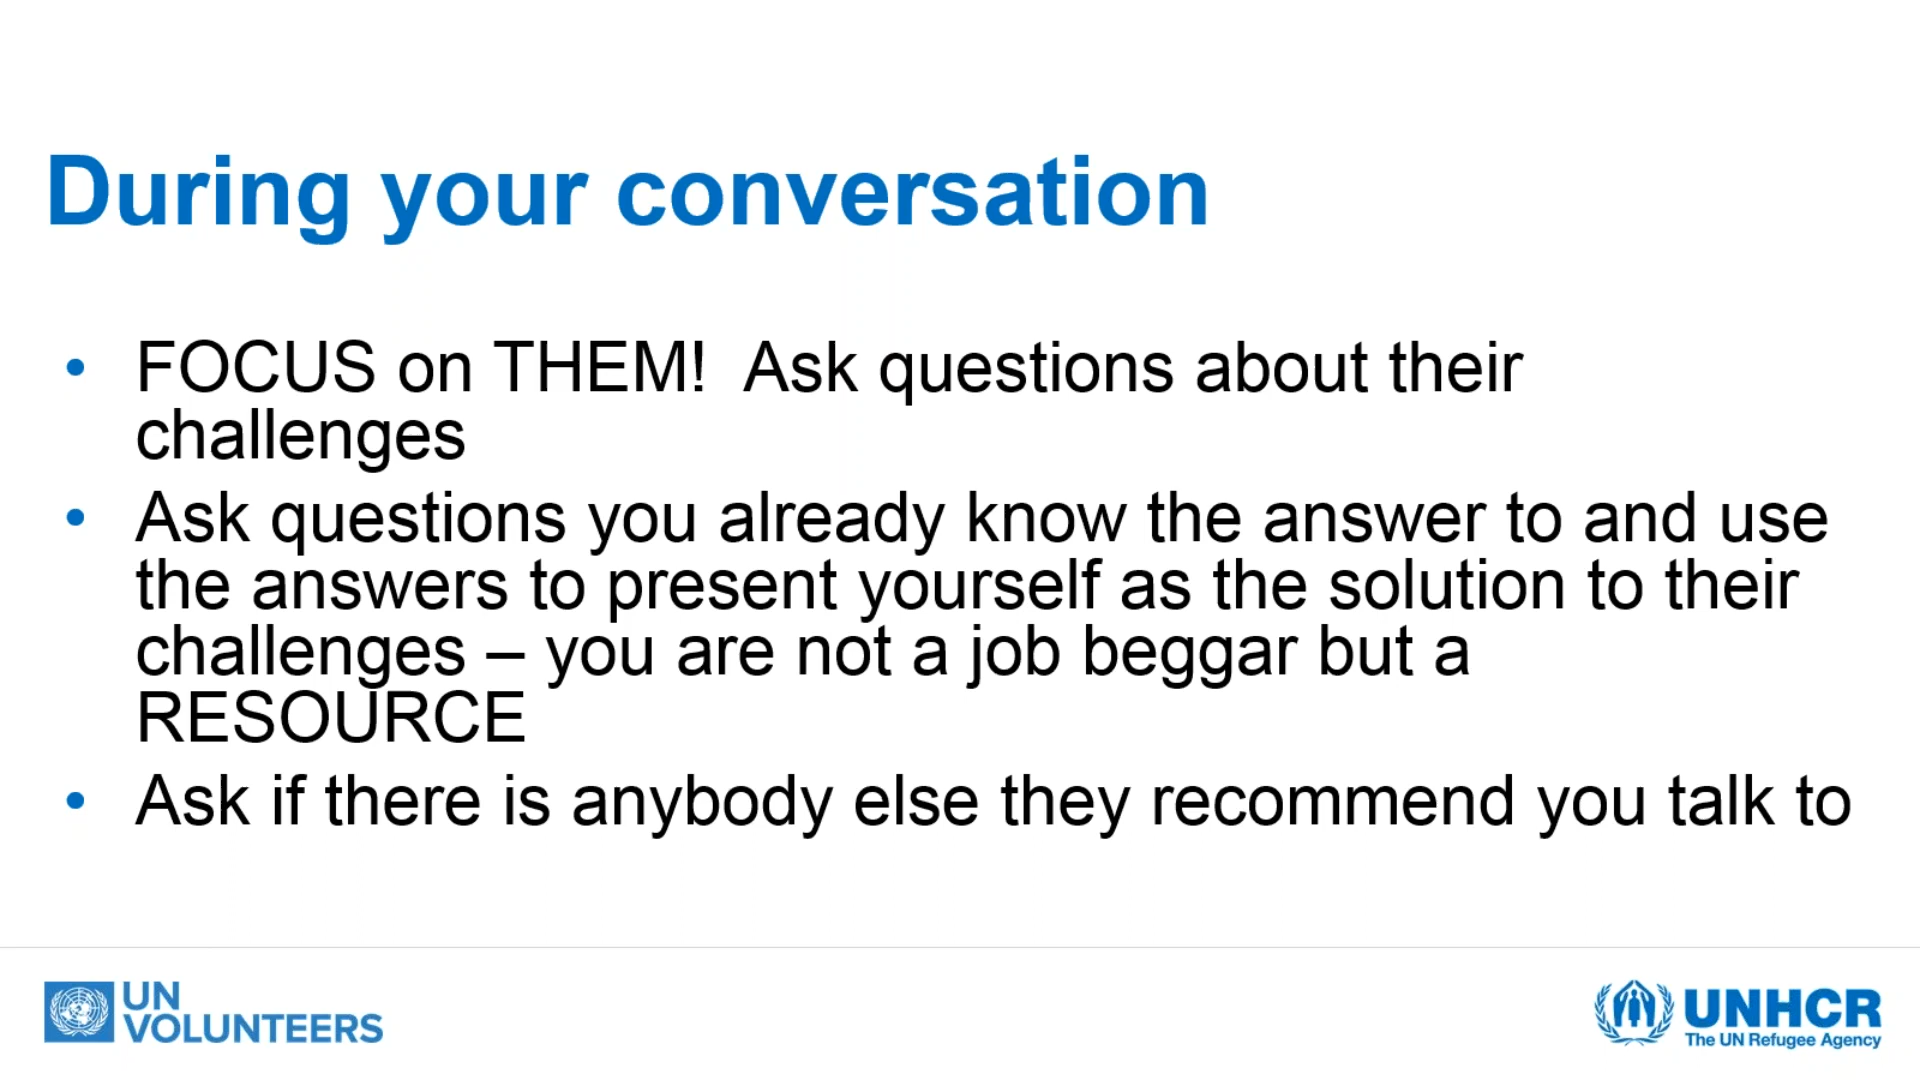 During your conversation
• FOCUS on THEM!  Ask questions about their
challenges
• Ask questions you already know the answer to and use
the answers to present yourself as the solution to their
challenges – you are not a job beggar but a
RESOURCE
• Ask if there is anybody else they recommend you talk to
UN
VOLUNTEERS
UNHCR
The UN Refugee Agency